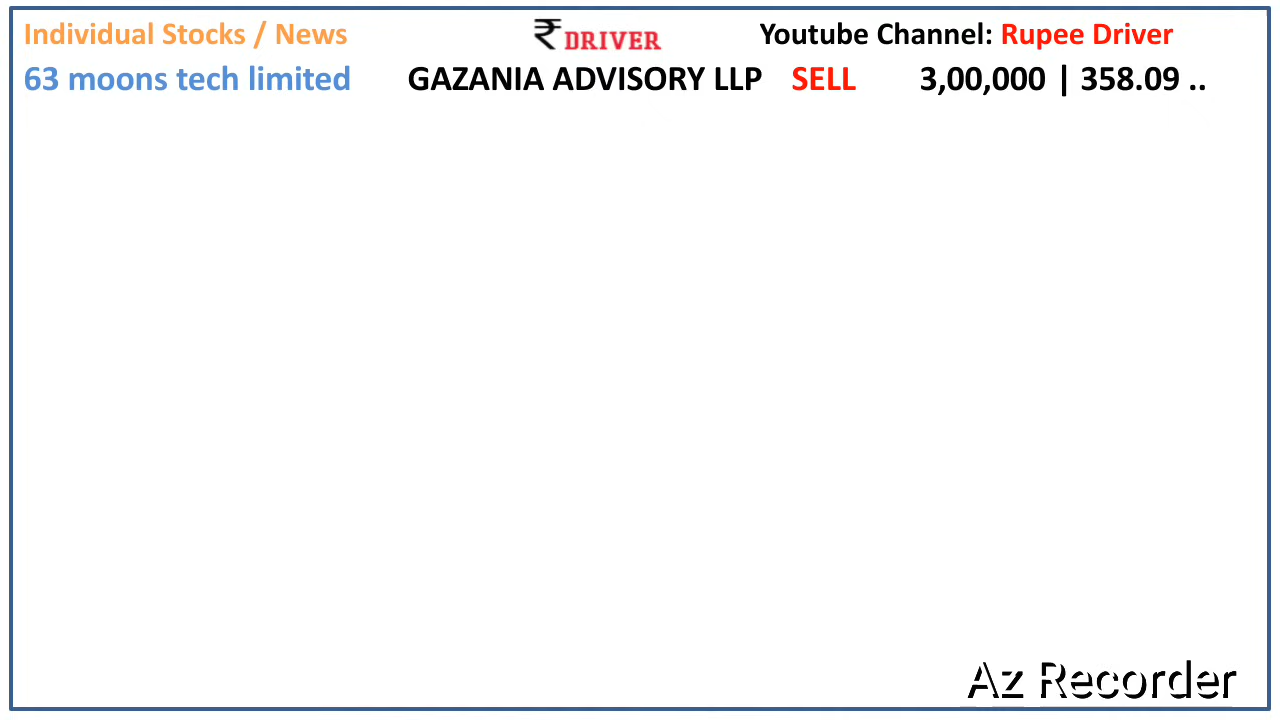 Individual Stocks / News ₹ DRIVER Youtube Channel: Rupee Driver
63 moons tech limited GAZANIA ADVISORY LLP SELL 3,00,000 | 358.09 ..
Az Recorder